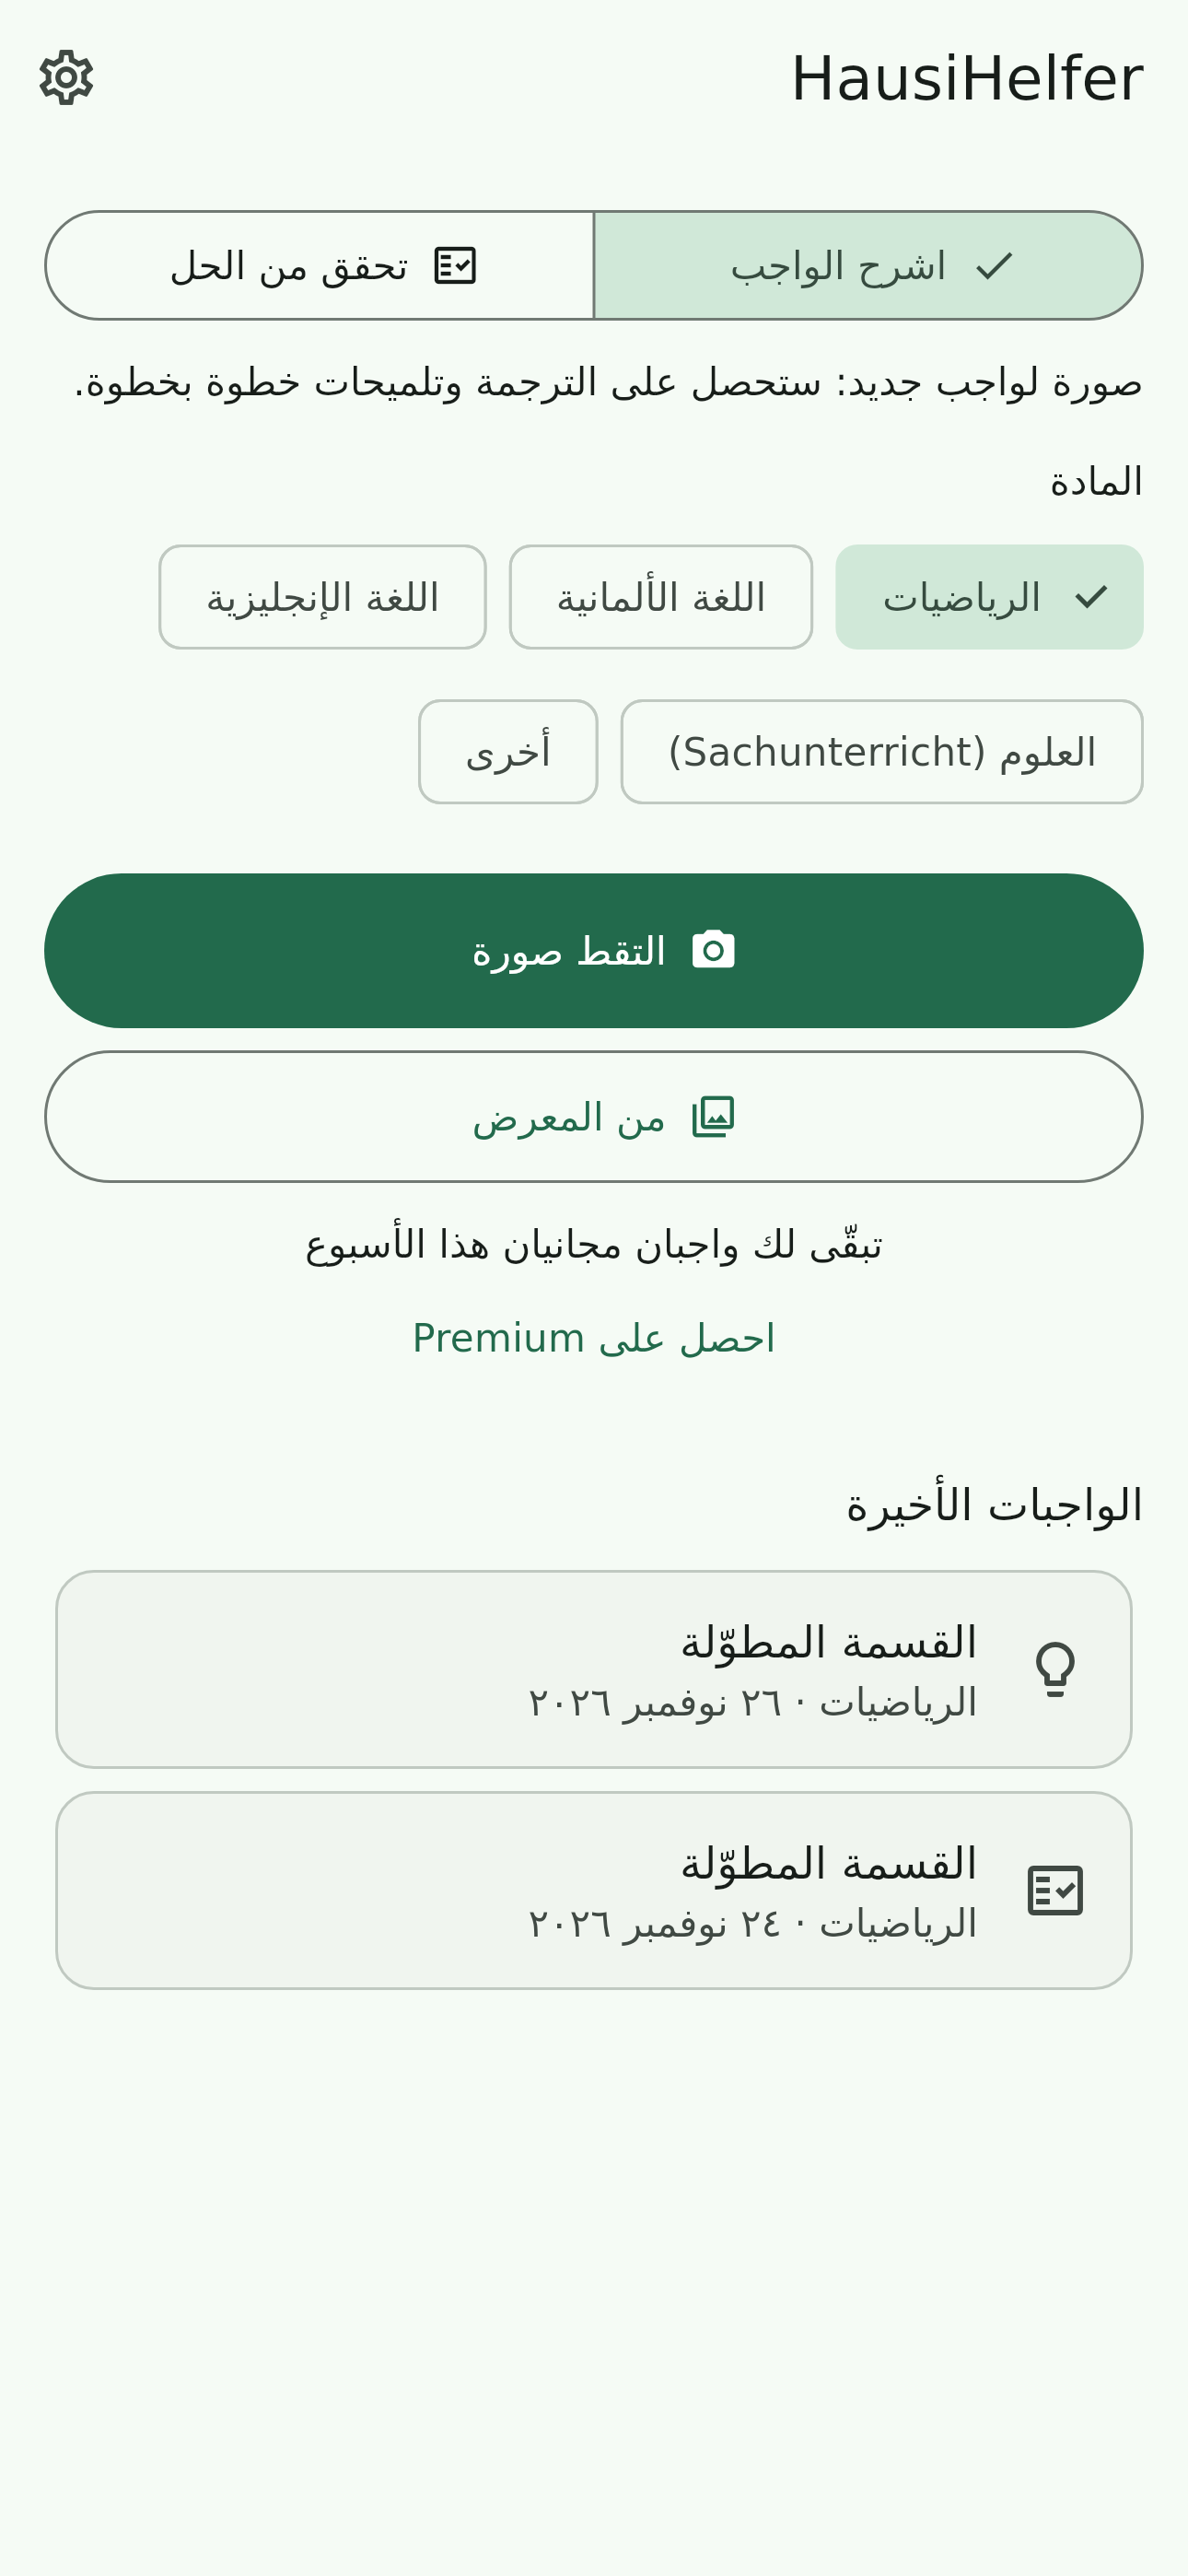 HausiHelfer
اشرح الواجب
تحقق من الحل
صورة لواجب جديد: ستحصل على الترجمة وتلميحات خطوة بخطوة.
المادة
الرياضيات
اللغة الألمانية
اللغة الإنجليزية
العلوم (Sachunterricht)
أخرى
التقط صورة
من المعرض
تبقّى لك واجبان مجانيان هذا الأسبوع
احصل على Premium
الواجبات الأخيرة
القسمة المطوّلة
الرياضيات · ٢٦ نوفمبر ٢٠٢٦
القسمة المطوّلة
الرياضيات · ٢٤ نوفمبر ٢٠٢٦